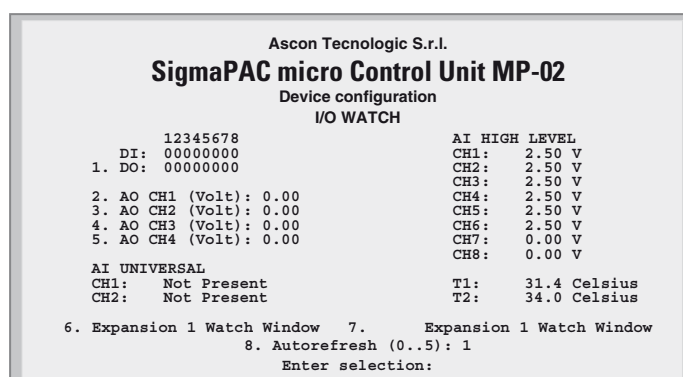 Ascon Tecnologic S.r.l.
SigmaPAC micro Control Unit MP-02
Device configuration
I/O WATCH
12345678
DI: 00000000
1. DO: 00000000
2. AO CH1 (Volt): 0.00
3. AO CH2 (Volt): 0.00
4. AO CH3 (Volt): 0.00
5. AO CH4 (Volt): 0.00
AI UNIVERSAL
CH1: Not Present
CH2: Not Present
AI HIGH LEVEL
CH1: 2.50 V
CH2: 2.50 V
CH3: 2.50 V
CH4: 2.50 V
CH5: 2.50 V
CH6: 2.50 V
CH7: 0.00 V
CH8: 0.00 V
T1: 31.4 Celsius
T2: 34.0 Celsius
6. Expansion 1 Watch Window 7. Expansion 1 Watch Window
8. Autorefresh (0..5): 1
Enter selection: